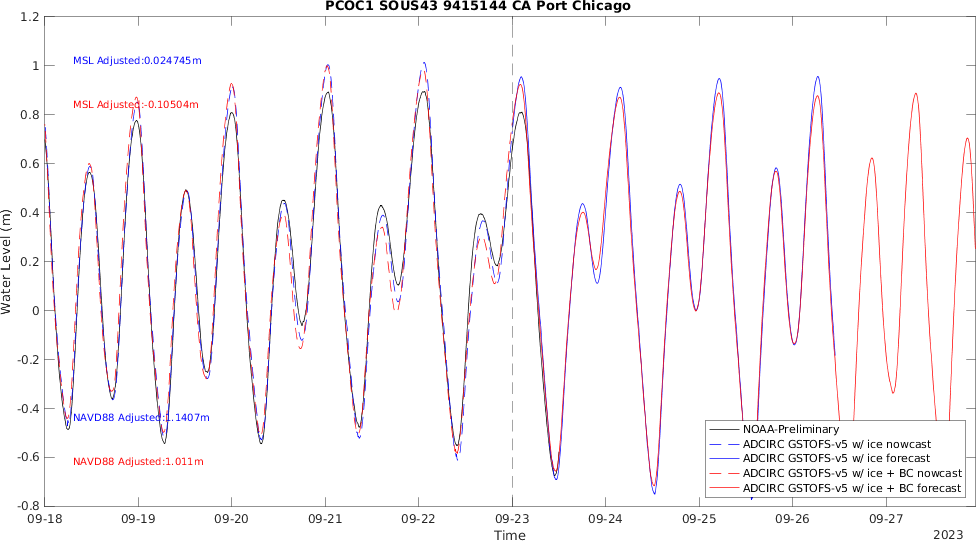 PCOC1 SOUS43 9415144 CA Port Chicago
1.2
1
0.8
0.6
0.4
0.2
0
-0.2
-0.4
-0.6
-0.8
Water Level (m)
MSL Adjusted:0.024745m
MSL Adjusted:-0.10504m
NAVD88 Adjusted:1.1407m
NAVD88 Adjusted:1.011m
NOAA-Preliminary
ADCIRC GSTOFS-v5 w/ ice nowcast
ADCIRC GSTOFS-v5 w/ ice forecast
ADCIRC GSTOFS-v5 w/ ice + BC nowcast
ADCIRC GSTOFS-v5 w/ ice + BC forecast
09-18 09-19 09-20 09-21 09-22 09-23 09-24 09-25 09-26 09-27
Time
2023